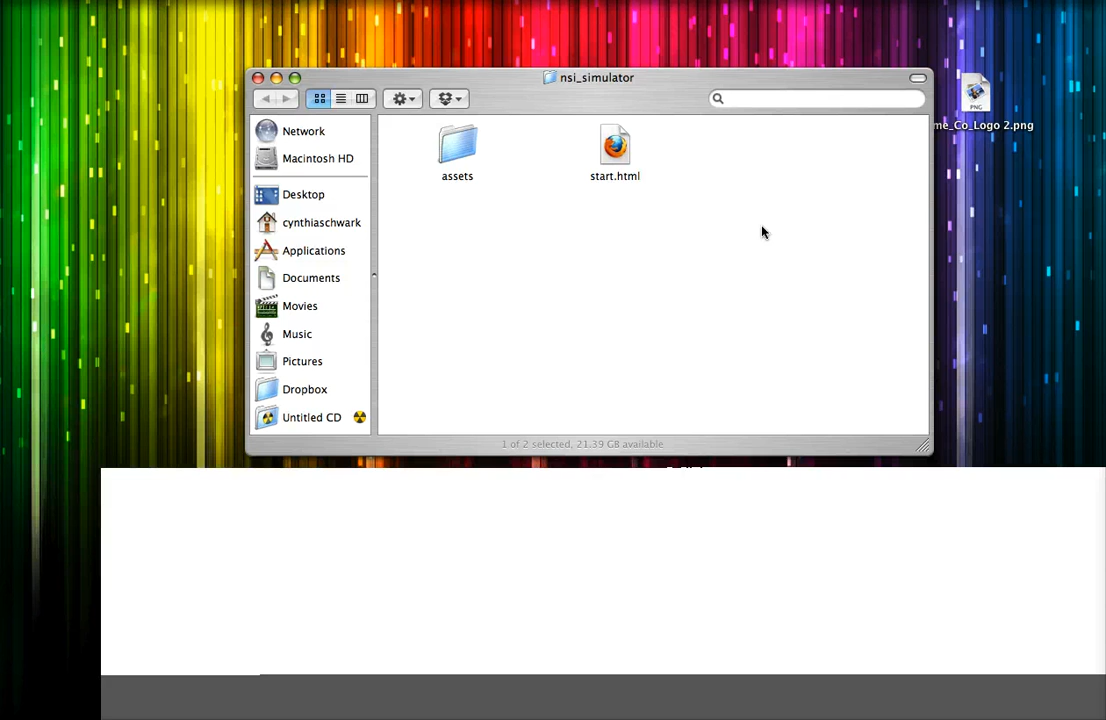 nsi_simulator
PNG
me_Co_Logo 2.png
Network
Macintosh HD
Desktop
cynthiaschwark
Applications
Documents
Movies
Music
Pictures
Dropbox
Untitled CD
assets
start.html
1 of 2 selected, 21.39 GB available